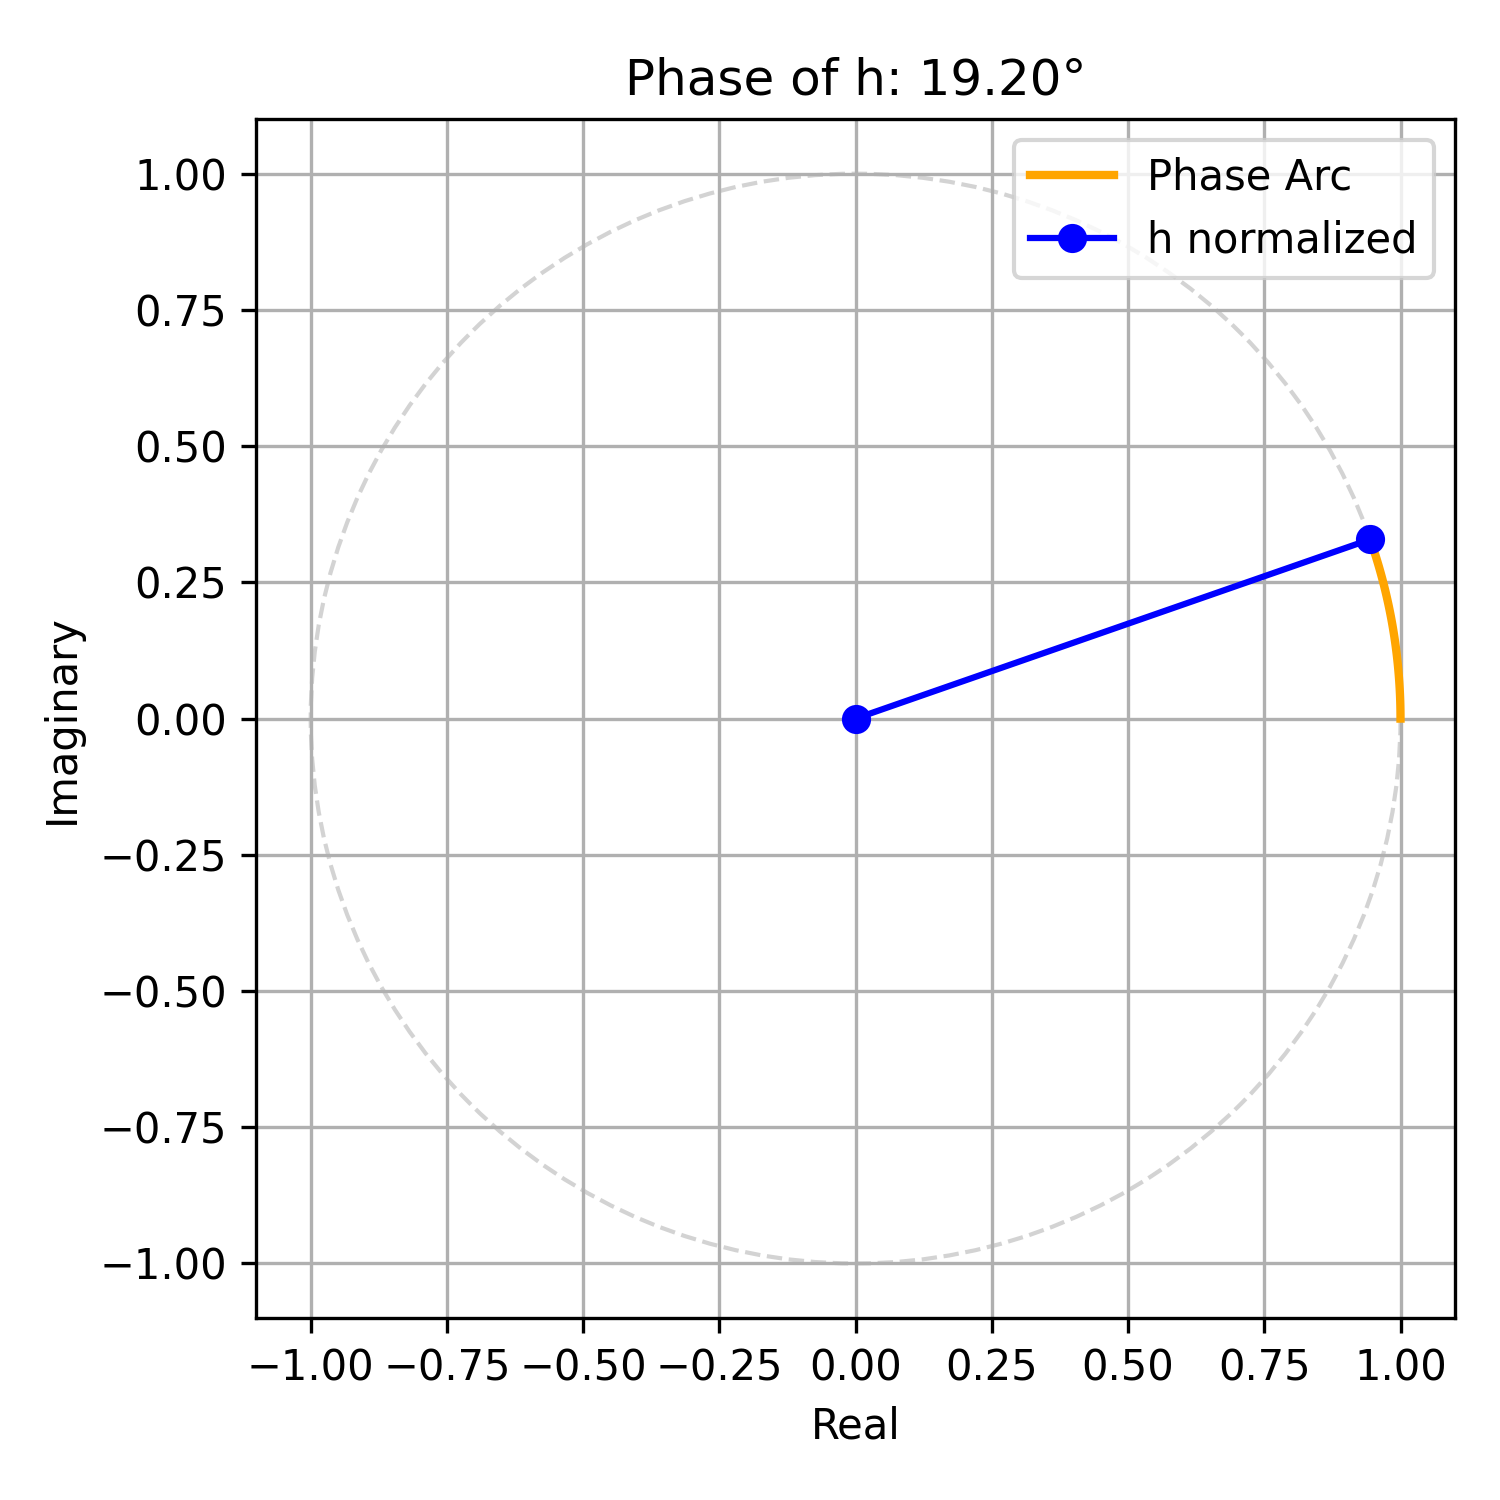 Phase of h: 19.20°
Phase Arc
h normalized
1.00
0.75
0.50
0.25
0.00
−0.25
−0.50
−0.75
−1.00
Imaginary
−1.00 −0.75 −0.50 −0.25 0.00 0.25 0.50 0.75 1.00
Real